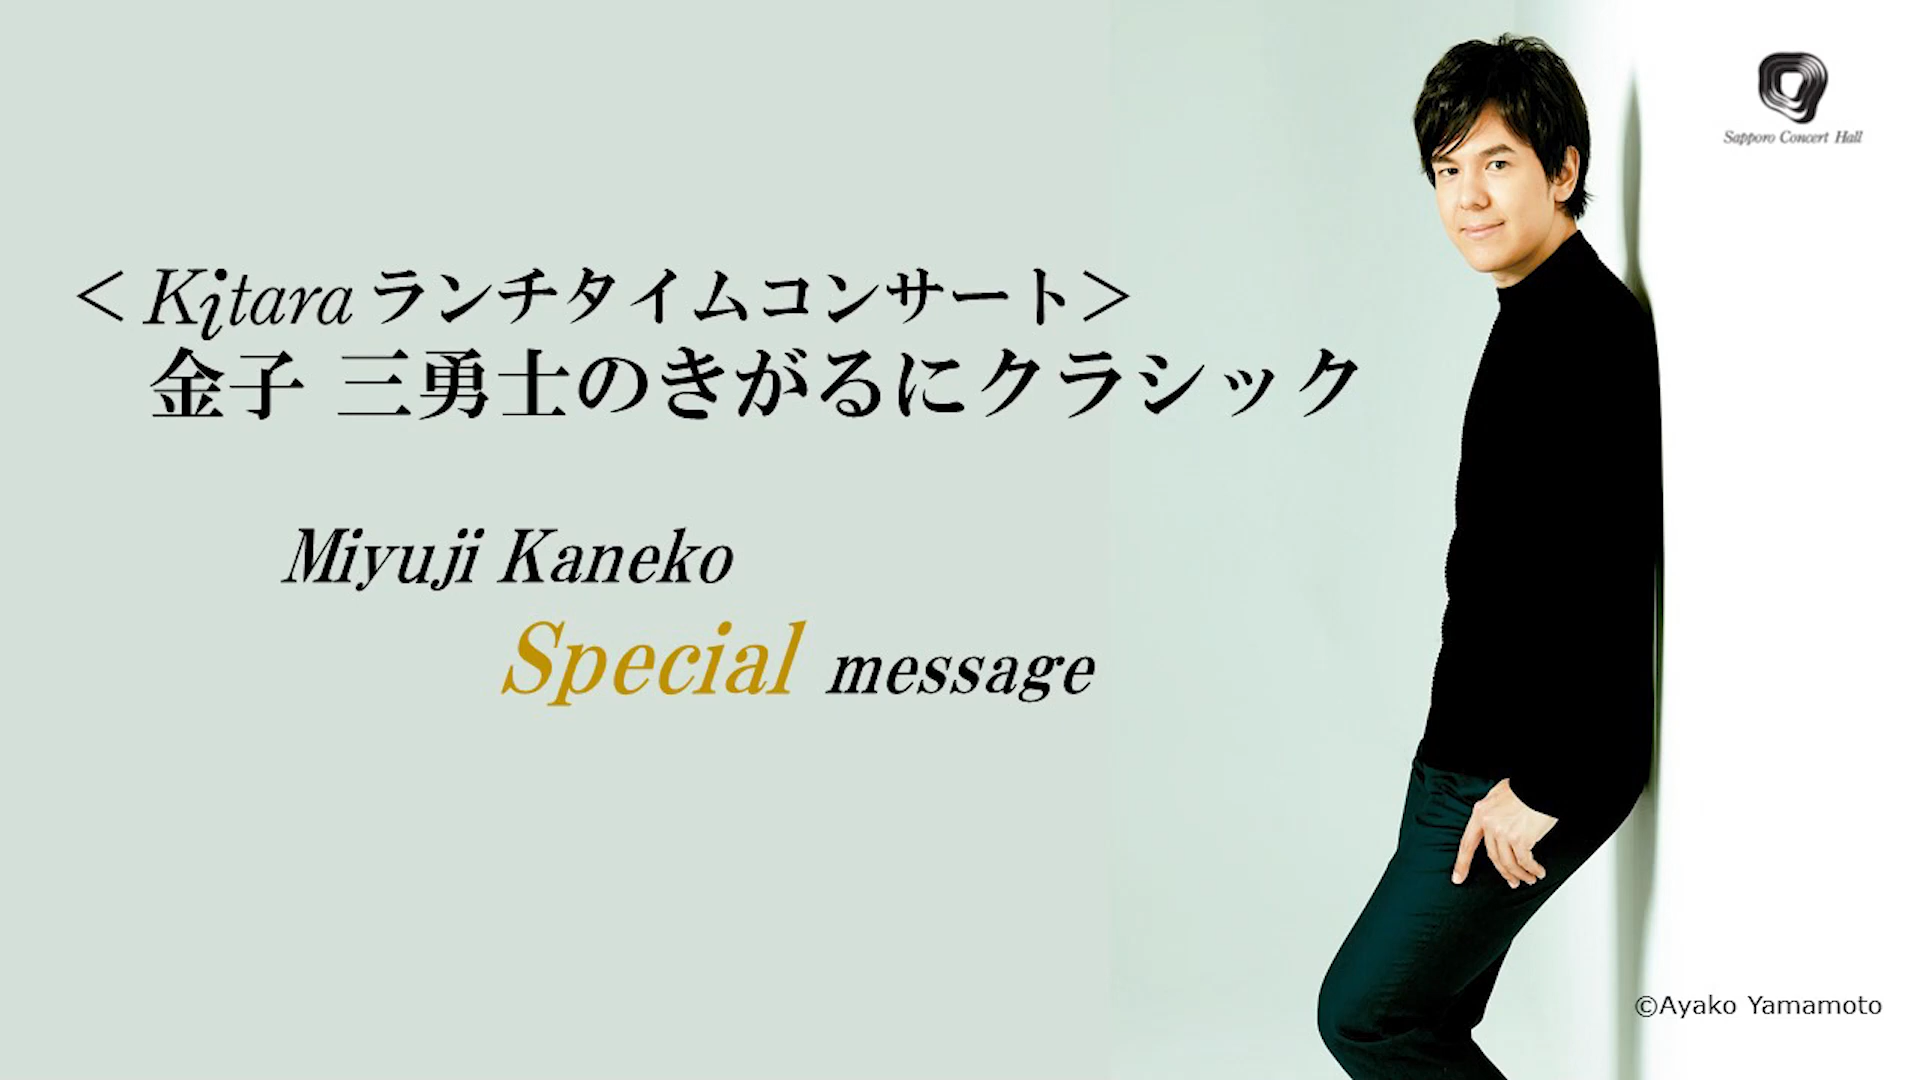 Sapporo Concert Hall
＜Kitaraランチタイムコンサート＞
金子 三勇士のきがるにクラシック
Miyuji Kaneko
Special message
©Ayako Yamamoto